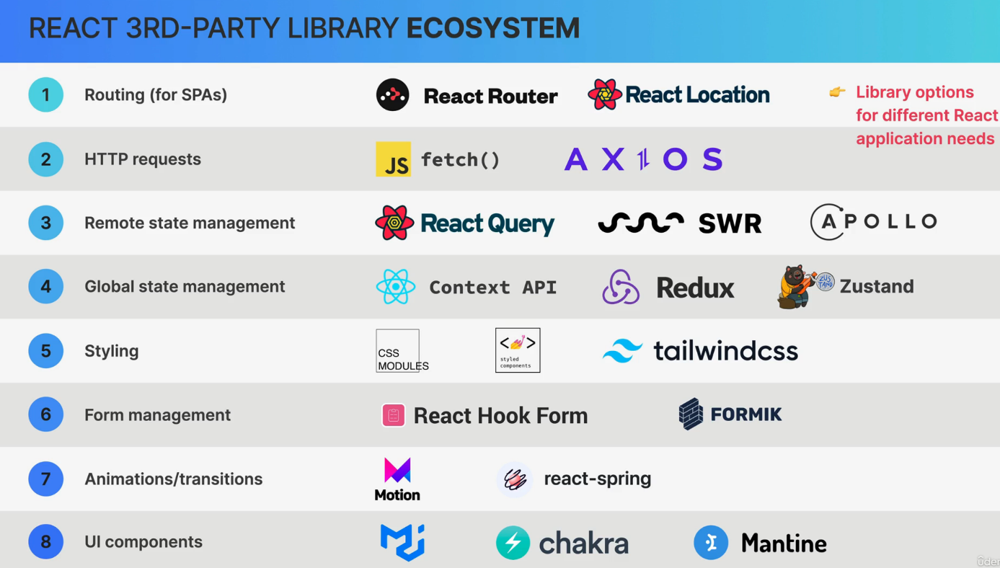 REACT 3RD-PARTY LIBRARY ECOSYSTEM
1 Routing (for SPAs) React Router React Location
👉 Library options
for different React
application needs
2 HTTP requests JS fetch() AXIOS
3 Remote state management React Query SWR APOLLO
4 Global state management Context API Redux ZUSTAND Zustand
5 Styling
CSS
MODULES
styled
components
tailwindcss
6 Form management React Hook Form FORMIK
7 Animations/transitions Motion react-spring
8 UI components chakra Mantine